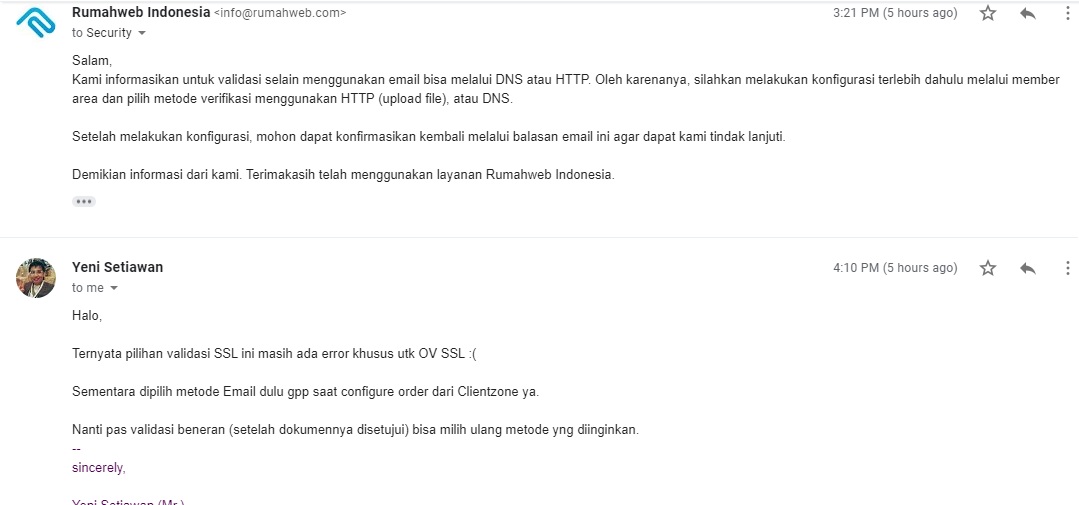 Rumahweb Indonesia <info@rumahweb.com> 3:21 PM (5 hours ago)
to Security
Salam,
Kami informasikan untuk validasi selain menggunakan email bisa melalui DNS atau HTTP. Oleh karenanya, silahkan melakukan konfigurasi terlebih dahulu melalui member
area dan pilih metode verifikasi menggunakan HTTP (upload file), atau DNS.
Setelah melakukan konfigurasi, mohon dapat konfirmasikan kembali melalui balasan email ini agar dapat kami tindak lanjuti.
Demikian informasi dari kami. Terimakasih telah menggunakan layanan Rumahweb Indonesia.
Yeni Setiawan 4:10 PM (5 hours ago)
to me
Halo,
Ternyata pilihan validasi SSL ini masih ada error khusus utk OV SSL :(
Sementara dipilih metode Email dulu gpp saat configure order dari Clientzone ya.
Nanti pas validasi beneran (setelah dokumennya disetujui) bisa milih ulang metode yng diinginkan.
--
sincerely,
Yeni Setiawan (Mr.)